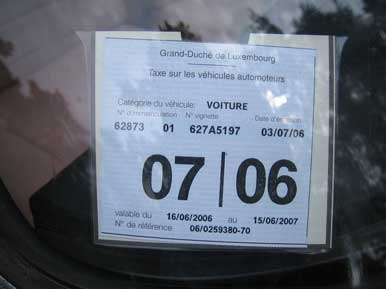 Grand-Duché de Luxembourg
Taxe sur les véhicules automoteurs
Catégorie du véhicule: VOITURE
N° d'immatriculation N° vignette Date d'émission
62873 01 627A5197 03/07/06
07|06
valable du 16/06/2006 au 15/06/2007
N° de référence: 06/0259380-70